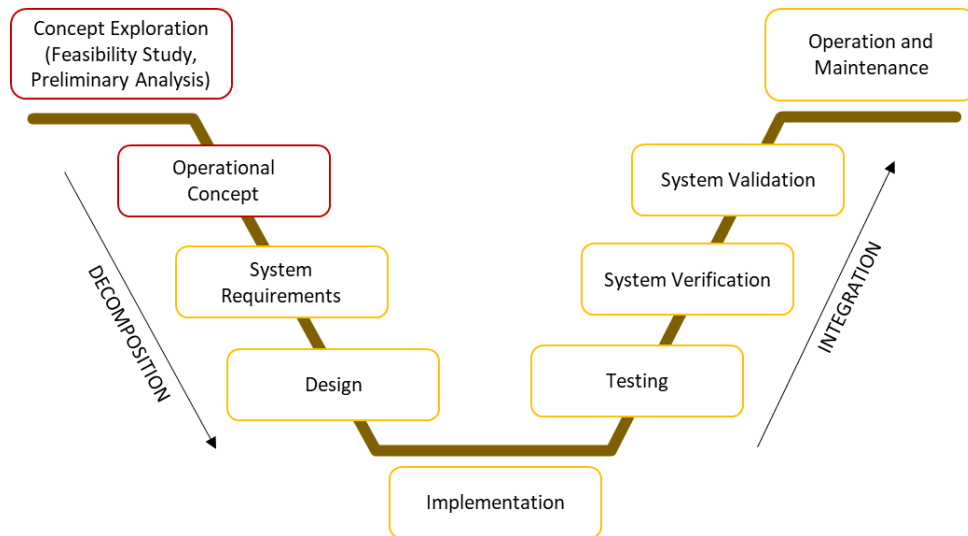 Concept Exploration
(Feasibility Study,
Preliminary Analysis)
Operation and
Maintenance
Operational
Concept
System Validation
System
Requirements
System Verification
Design
Testing
Implementation
DECOMPOSITION
INTEGRATION